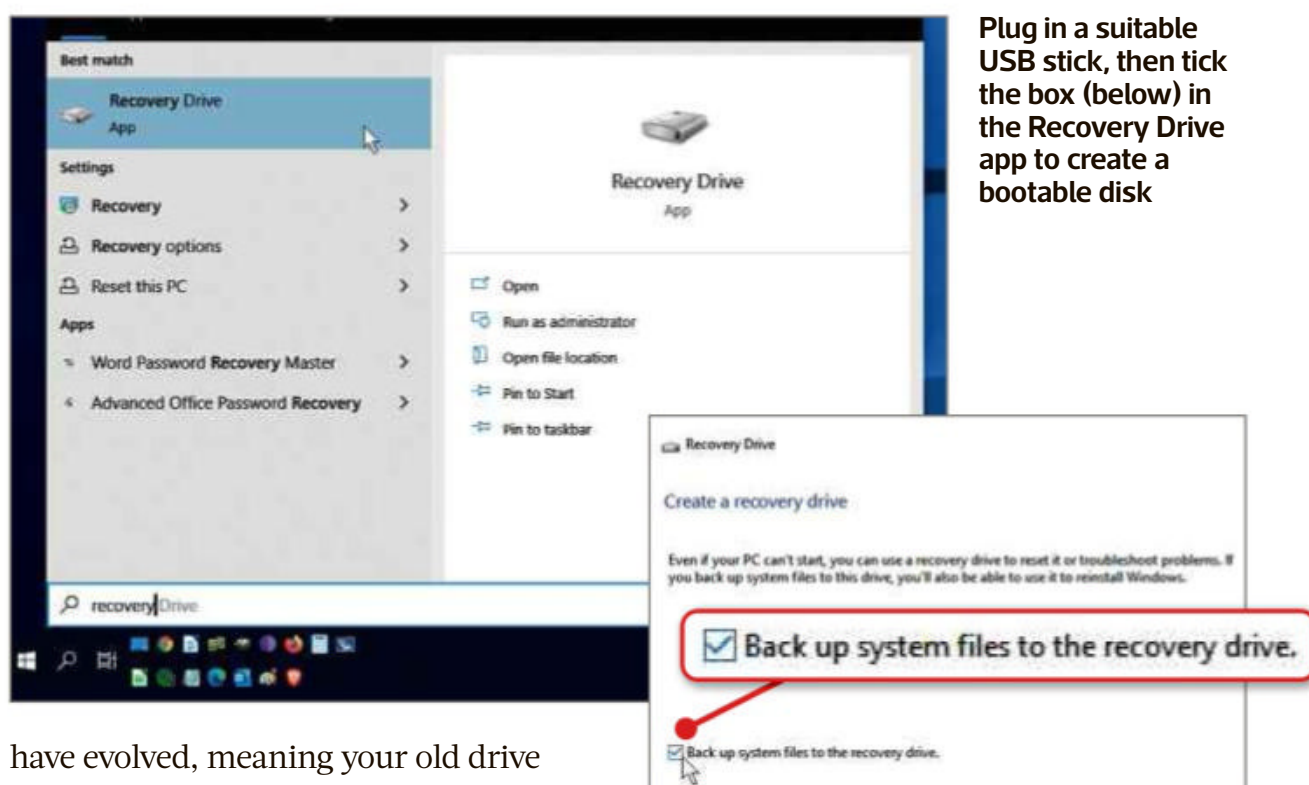 Plug in a suitable
USB stick, then tick
the box (below) in
the Recovery Drive
app to create a
bootable disk
Best match
Recovery Drive
App
Settings
Recovery
Recovery options
Reset this PC
Apps
Word Password Recovery Master
Advanced Office Password Recovery
recovery Drive
Recovery Drive
App
Open
Run as administrator
Open file location
Pin to Start
Pin to taskbar
Recovery Drive
Create a recovery drive
Even if your PC can't start, you can use a recovery drive to reset it or troubleshoot problems. If
you back up system files to this drive, you'll also be able to use it to reinstall Windows.
Back up system files to the recovery drive.
Back up system files to the recovery drive.
have evolved, meaning your old drive